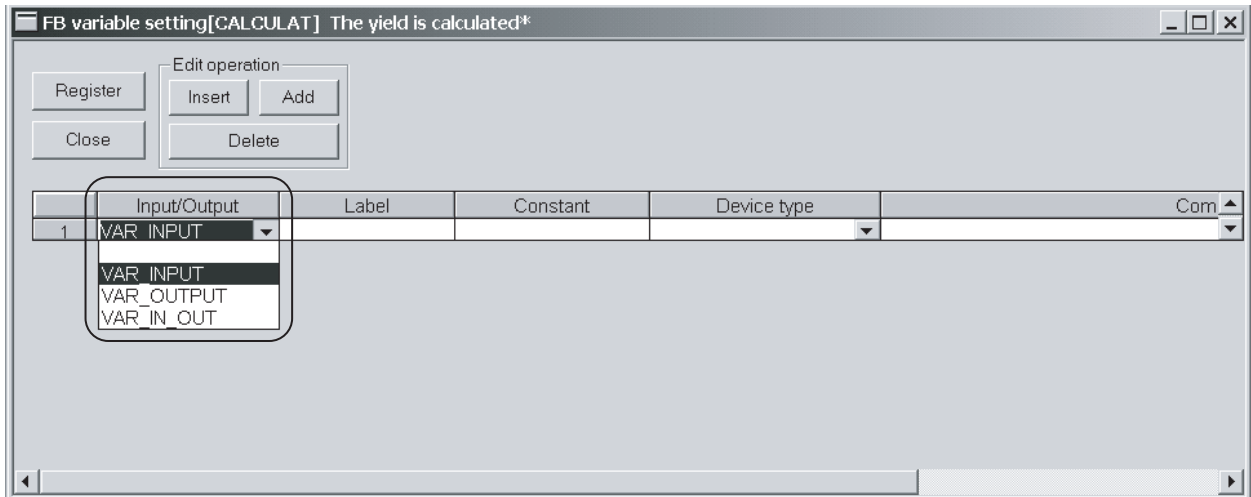 FB variable setting[CALCULAT] The yield is calculated*
Edit operation
Register
Insert
Add
Close
Delete
Input/Output Label Constant Device type Com
1 VAR_INPUT
VAR_INPUT
VAR_OUTPUT
VAR_IN_OUT